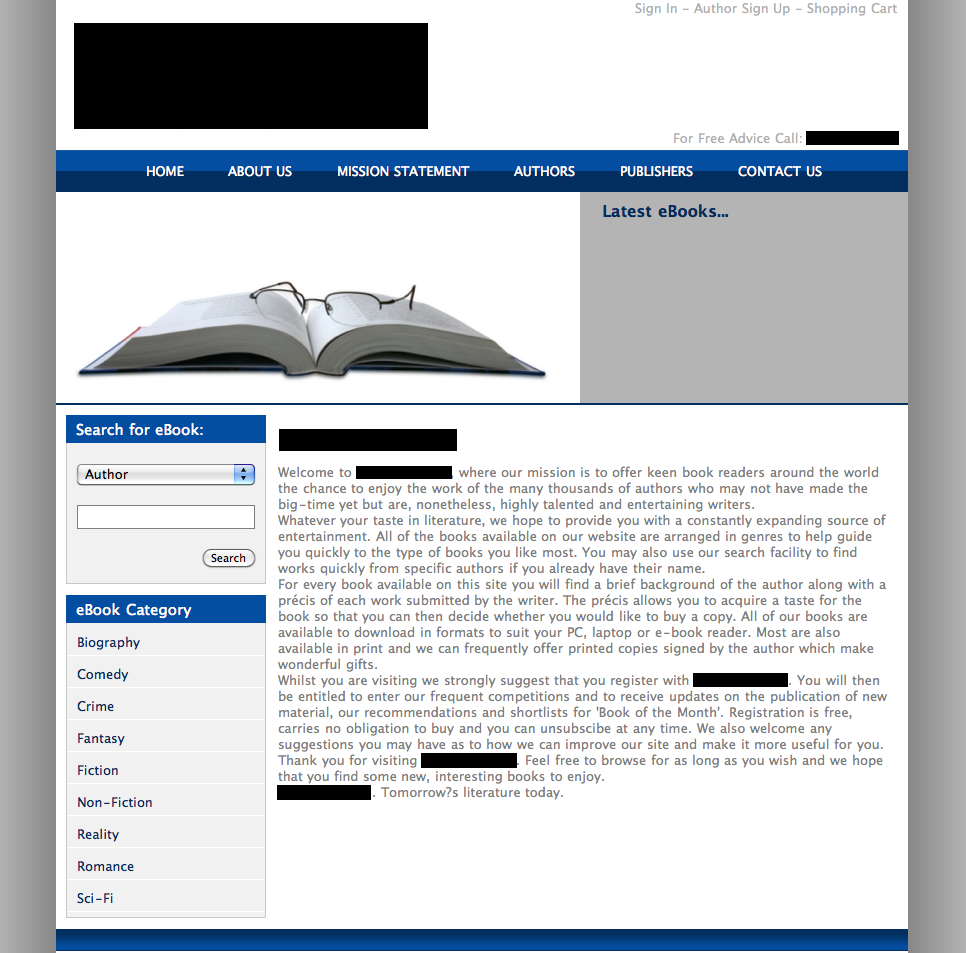 Sign In - Author Sign Up - Shopping Cart
For Free Advice Call:
HOME ABOUT US MISSION STATEMENT AUTHORS PUBLISHERS CONTACT US
Latest eBooks...
Search for eBook:
Author
Search
eBook Category
Biography
Comedy
Crime
Fantasy
Fiction
Non-Fiction
Reality
Romance
Sci-Fi
Welcome to , where our mission is to offer keen book readers around the world
the chance to enjoy the work of the many thousands of authors who may not have made the
big-time yet but are, nonetheless, highly talented and entertaining writers.
Whatever your taste in literature, we hope to provide you with a constantly expanding source of
entertainment. All of the books available on our website are arranged in genres to help guide
you quickly to the type of books you like most. You may also use our search facility to find
works quickly from specific authors if you already have their name.
For every book available on this site you will find a brief background of the author along with a
précis of each work submitted by the writer. The précis allows you to acquire a taste for the
book so that you can then decide whether you would like to buy a copy. All of our books are
available to download in formats to suit your PC, laptop or e-book reader. Most are also
available in print and we can frequently offer printed copies signed by the author which make
wonderful gifts.
Whilst you are visiting we strongly suggest that you register with . You will then
be entitled to enter our frequent competitions and to receive updates on the publication of new
material, our recommendations and shortlists for 'Book of the Month'. Registration is free,
carries no obligation to buy and you can unsubscibe at any time. We also welcome any
suggestions you may have as to how we can improve our site and make it more useful for you.
Thank you for visiting . Feel free to browse for as long as you wish and we hope
that you find some new, interesting books to enjoy.
. Tomorrow?s literature today.